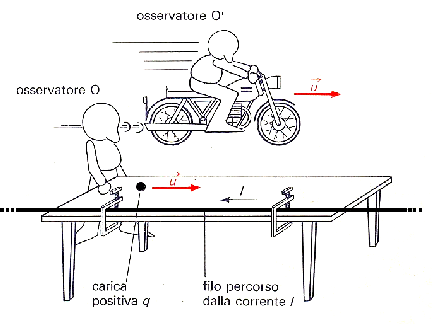 osservatore O'
osservatore O
u
u
I
carica
positiva q
filo percorso
dalla corrente i